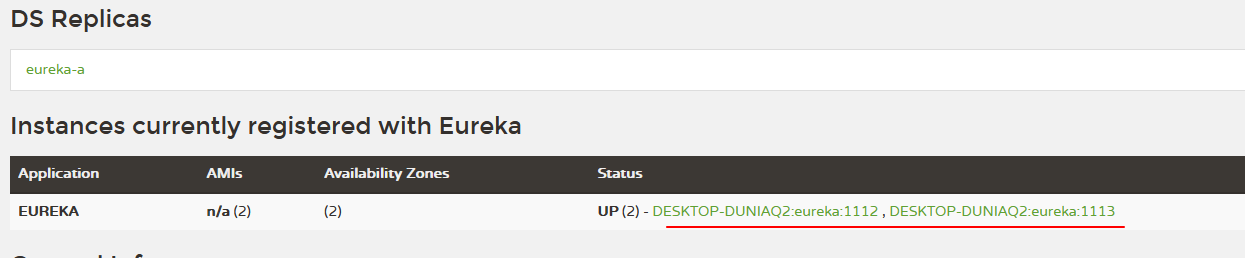 DS Replicas
eureka-a
Instances currently registered with Eureka
Application AMIs Availability Zones Status
EUREKA n/a (2) (2) UP (2) - DESKTOP-DUNIAQ2:eureka:1112 , DESKTOP-DUNIAQ2:eureka:1113